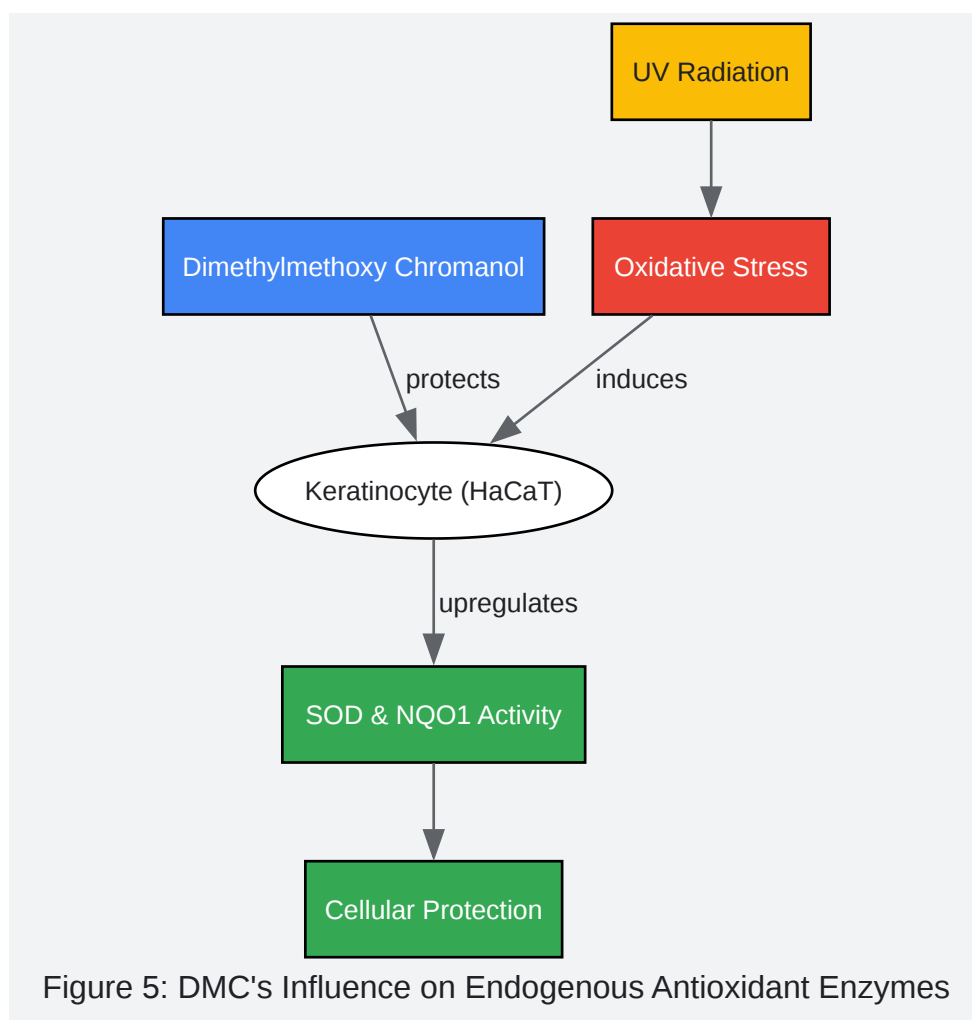 UV Radiation
Dimethylmethoxy Chromanol
Oxidative Stress
protects
induces
Keratinocyte (HaCaT)
upregulates
SOD & NQO1 Activity
Cellular Protection
Figure 5: DMC's Influence on Endogenous Antioxidant Enzymes